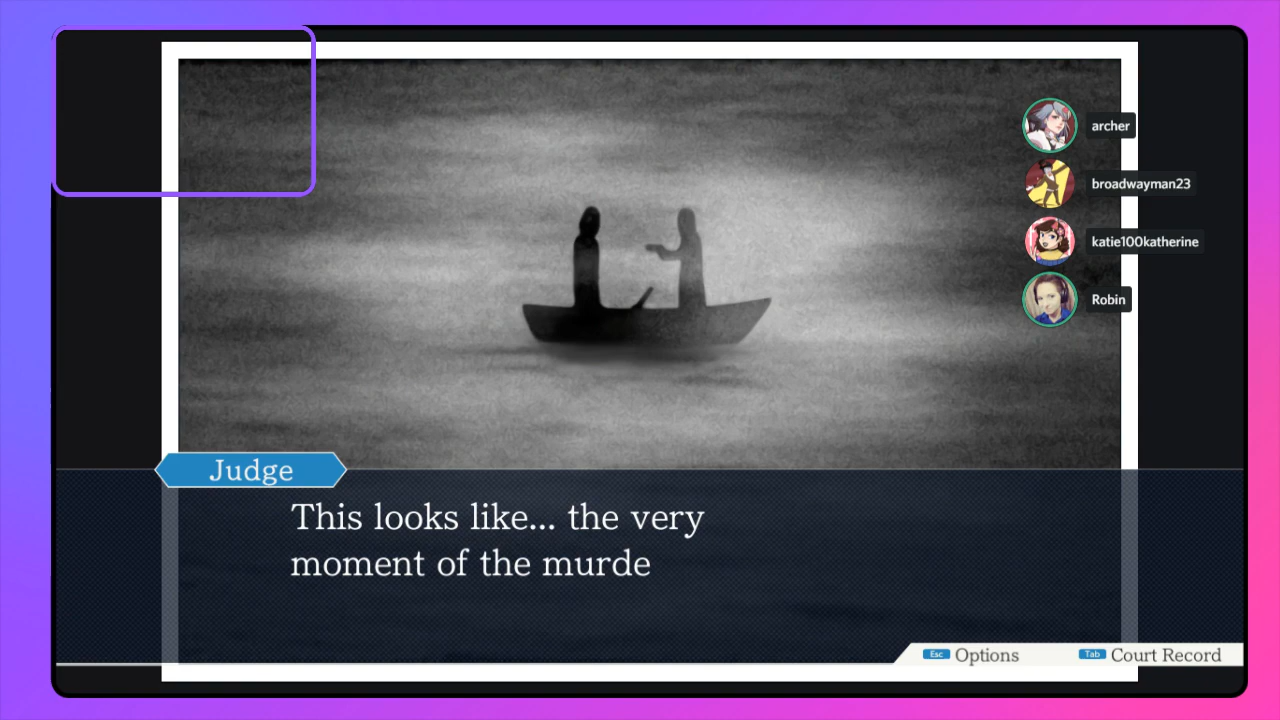 archer
broadwayman23
katie100katherine
Robin
Judge
This looks like... the very
moment of the murde
Esc Options Tab Court Record